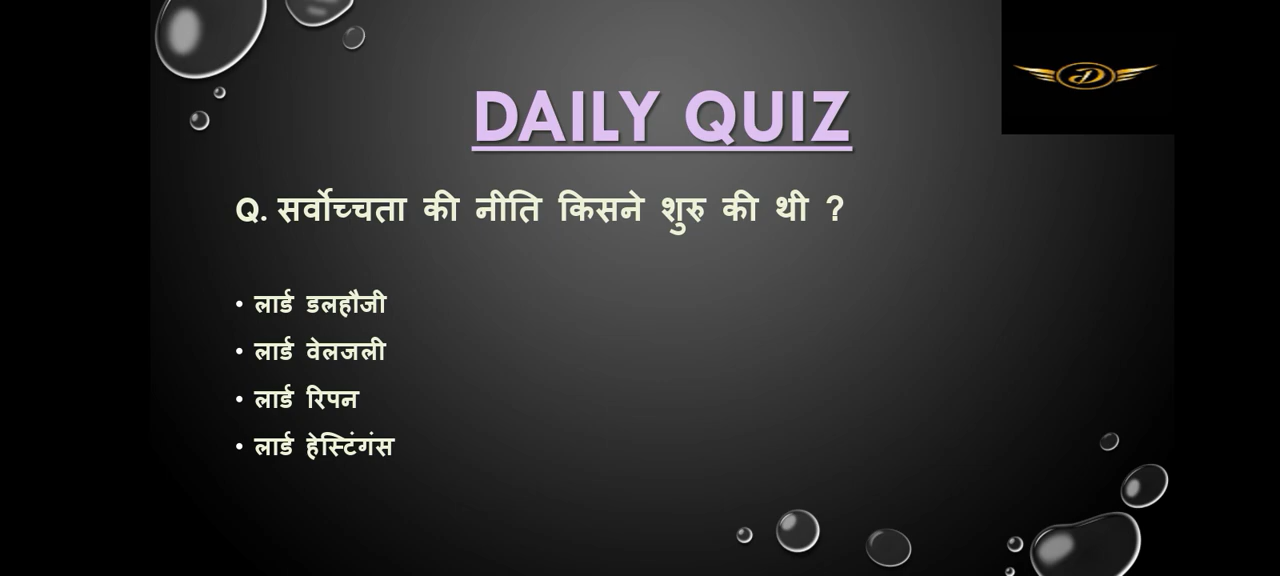 DAILY QUIZ
Q. सर्वोच्चता की नीति किसने शुरु की थी ?
• लार्ड डलहौजी
• लार्ड वेलजली
• लार्ड रिपन
• लार्ड हेस्टिंगंस